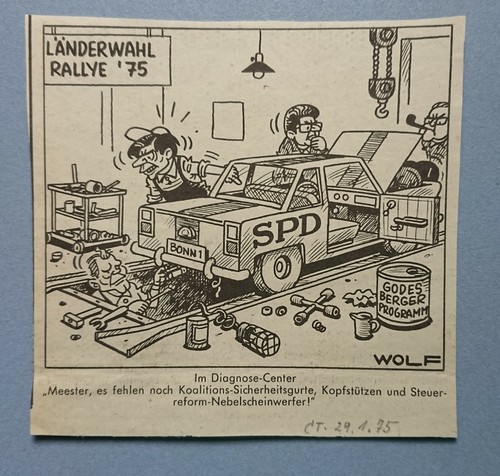 LÄNDERWAHL
RALLYE '75
SPD
BONN 1
GODES
BERGER
PROGRAMM
WOLF
Im Diagnose-Center
„Meester, es fehlen noch Koalitions-Sicherheitsgurte, Kopfstützen und Steuer-
reform-Nebelscheinwerfer!"
CT. 29.1.75